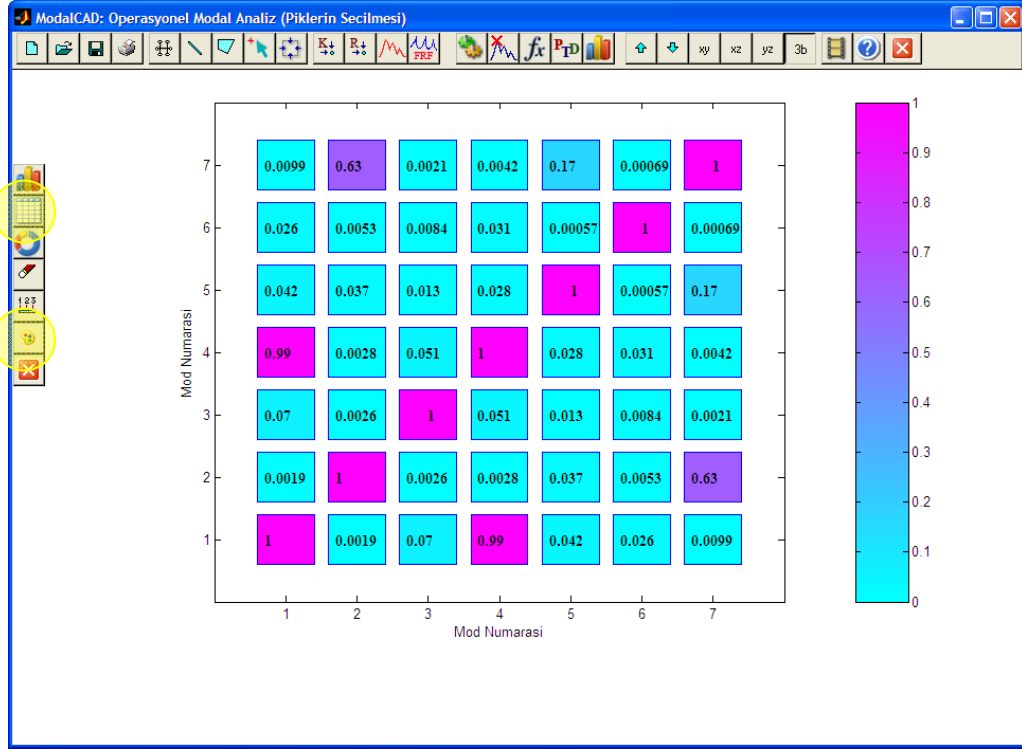 ModalCAD: Operasyonel Modal Analiz (Piklerin Secilmesi)
K R FRF fx PTD xy xz yz 3b ?
123
Mod Numarasi
7 0.0099 0.63 0.0021 0.0042 0.17 0.00069 1
6 0.026 0.0053 0.0084 0.031 0.00057 1 0.00069
5 0.042 0.037 0.013 0.028 1 0.00057 0.17
4 0.99 0.0028 0.051 1 0.028 0.031 0.0042
3 0.07 0.0026 1 0.051 0.013 0.0084 0.0021
2 0.0019 1 0.0026 0.0028 0.037 0.0053 0.63
1 1 0.0019 0.07 0.99 0.042 0.026 0.0099
1 2 3 4 5 6 7
Mod Numarasi
1
0.9
0.8
0.7
0.6
0.5
0.4
0.3
0.2
0.1
0